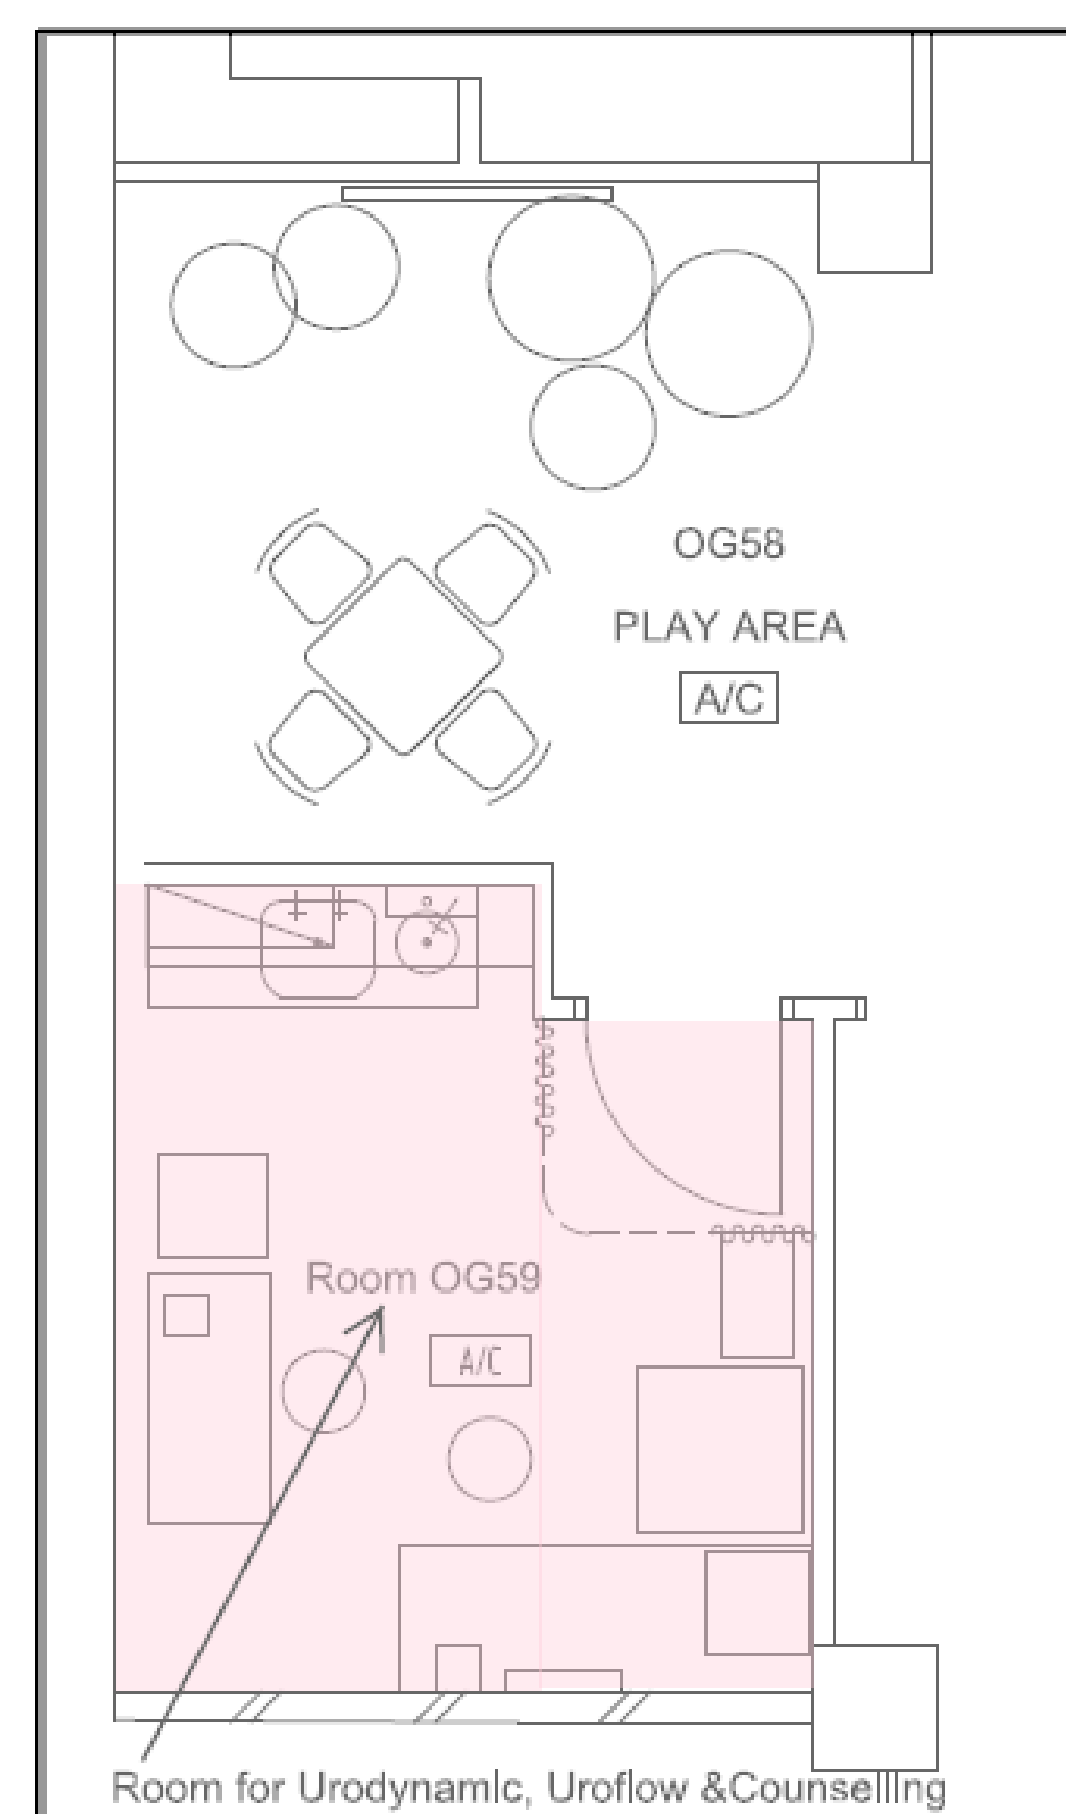 OG58
PLAY AREA
A/C
Room OG59
A/C
Room for Urodynamic, Uroflow &Counselling